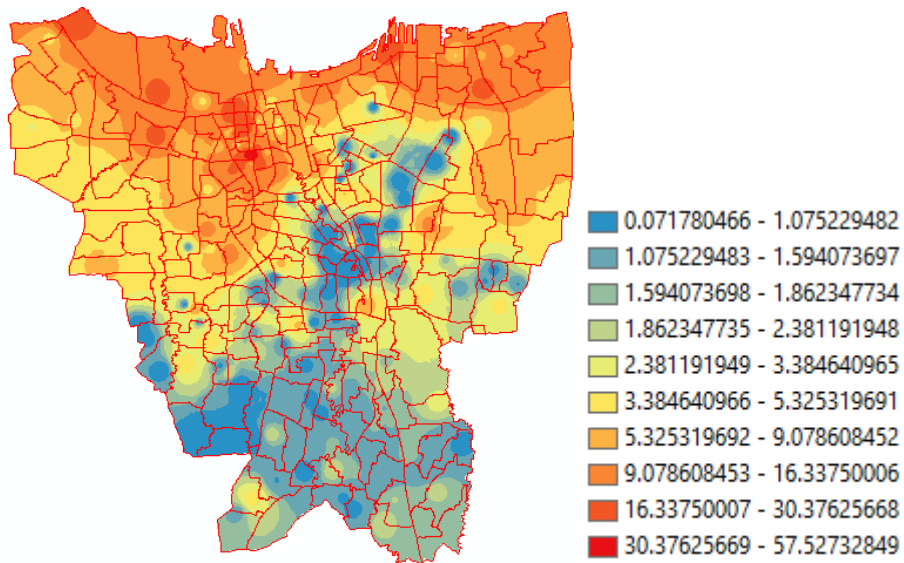 0.071780466 - 1.075229482
1.075229483 - 1.594073697
1.594073698 - 1.862347734
1.862347735 - 2.381191948
2.381191949 - 3.384640965
3.384640966 - 5.325319691
5.325319692 - 9.078608452
9.078608453 - 16.33750006
16.33750007 - 30.37625668
30.37625669 - 57.52732849